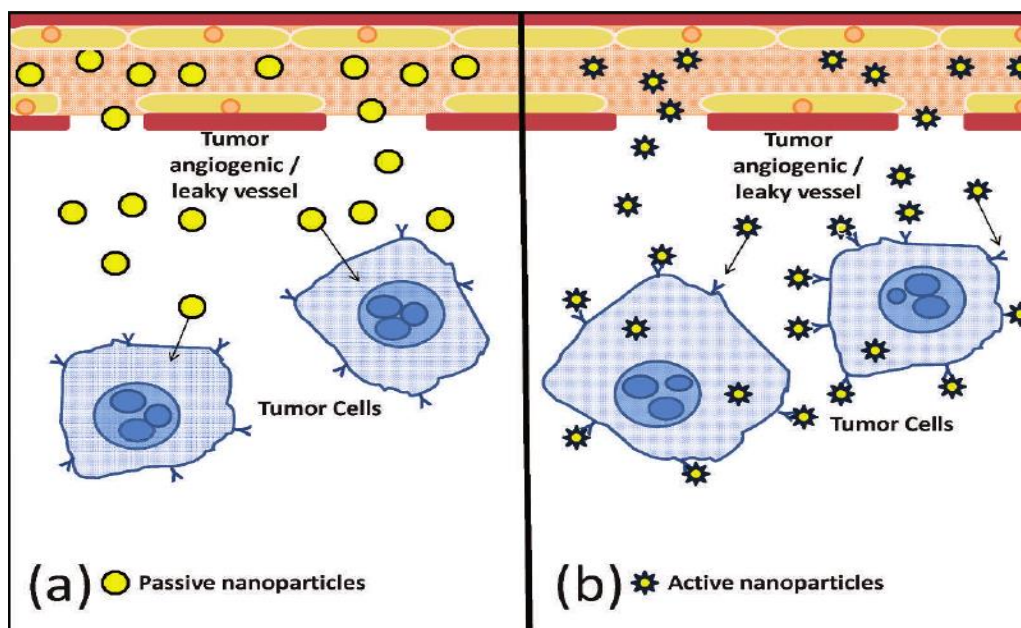 Tumor
angiogenic /
leaky vessel
Tumor Cells
(a) Passive nanoparticles
Tumor
angiogenic /
leaky vessel
Tumor Cells
(b) Active nanoparticles